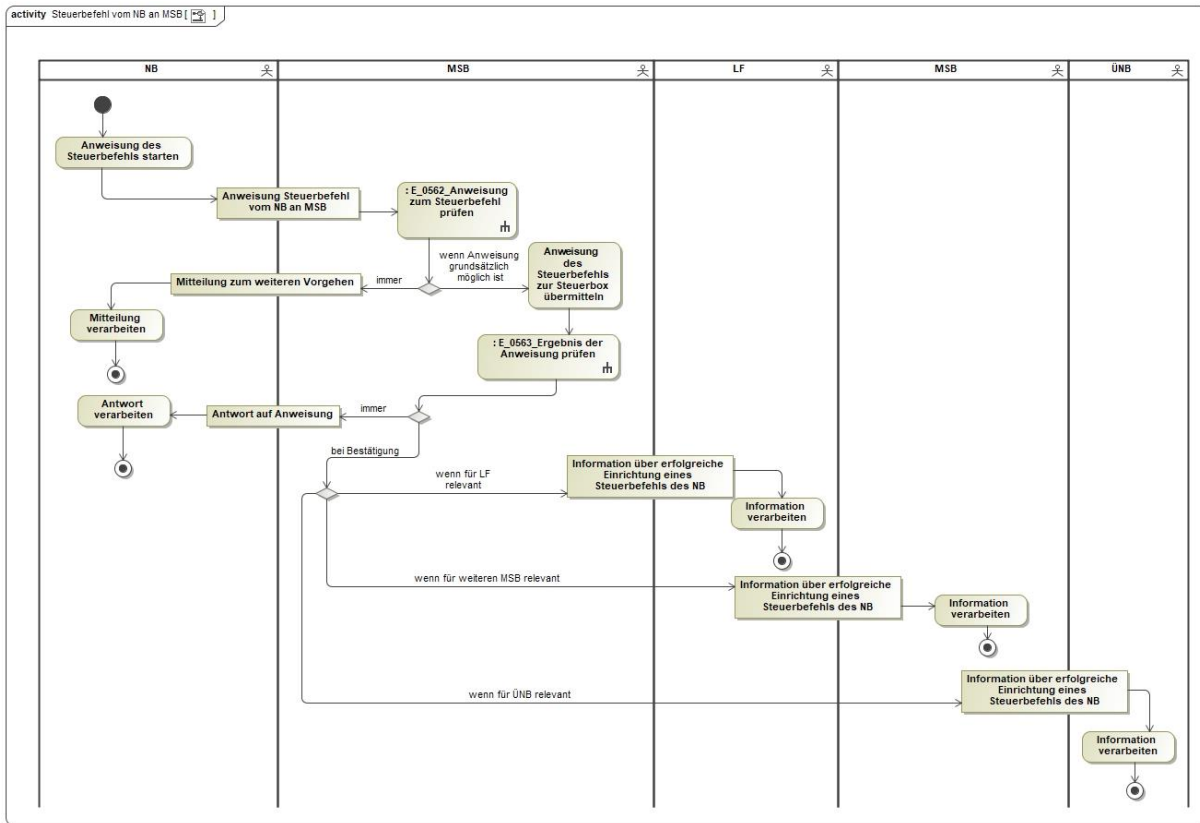 activity Steuerbefehl vom NB an MSB [ ]
NB
MSB
LF
MSB
ÜNB
Anweisung des
Steuerbefehls starten
Anweisung Steuerbefehl
vom NB an MSB
: E_0562_Anweisung
zum Steuerbefehl
prüfen
wenn Anweisung
grundsätzlich
möglich ist
Anweisung
des
Steuerbefehls
zur Steuerbox
übermitteln
immer
Mitteilung zum weiteren Vorgehen
Mitteilung
verarbeiten
: E_0563_Ergebnis der
Anweisung prüfen
immer
Antwort auf Anweisung
Antwort
verarbeiten
bei Bestätigung
wenn für LF
relevant
Information über erfolgreiche
Einrichtung eines
Steuerbefehls des NB
Information
verarbeiten
wenn für weiteren MSB relevant
Information über erfolgreiche
Einrichtung eines
Steuerbefehls des NB
Information
verarbeiten
wenn für ÜNB relevant
Information über erfolgreiche
Einrichtung eines
Steuerbefehls des NB
Information
verarbeiten